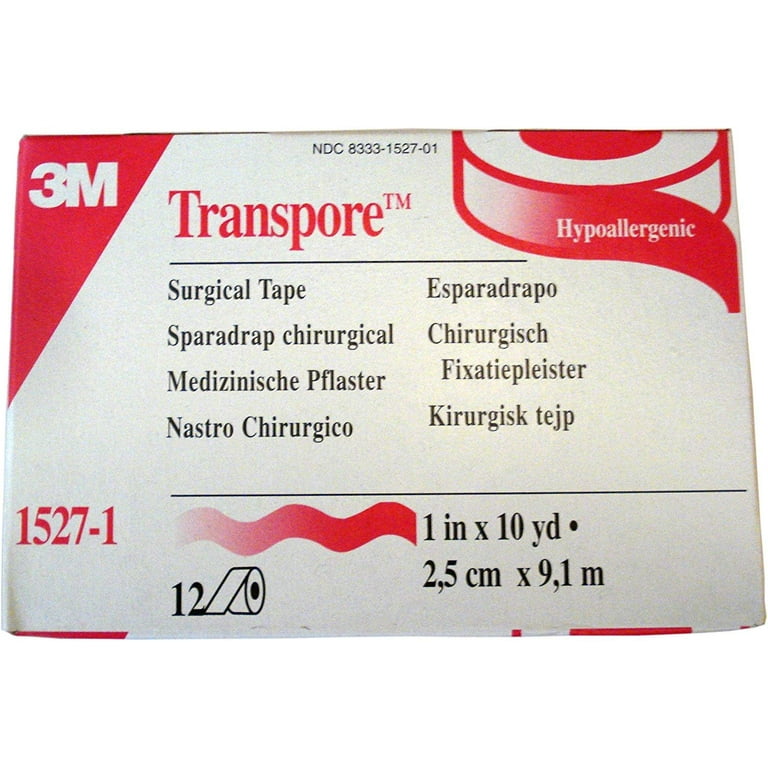 NDC 8333-1527-01
3M
Transpore™
Hypoallergenic
Surgical Tape
Sparadrap chirurgical
Medizinische Pflaster
Nastro Chirurgico
Esparadrapo
Chirurgisch
Fixatiepleister
Kirurgisk tejp
1527-1
12
1 in x 10 yd •
2,5 cm x 9,1 m